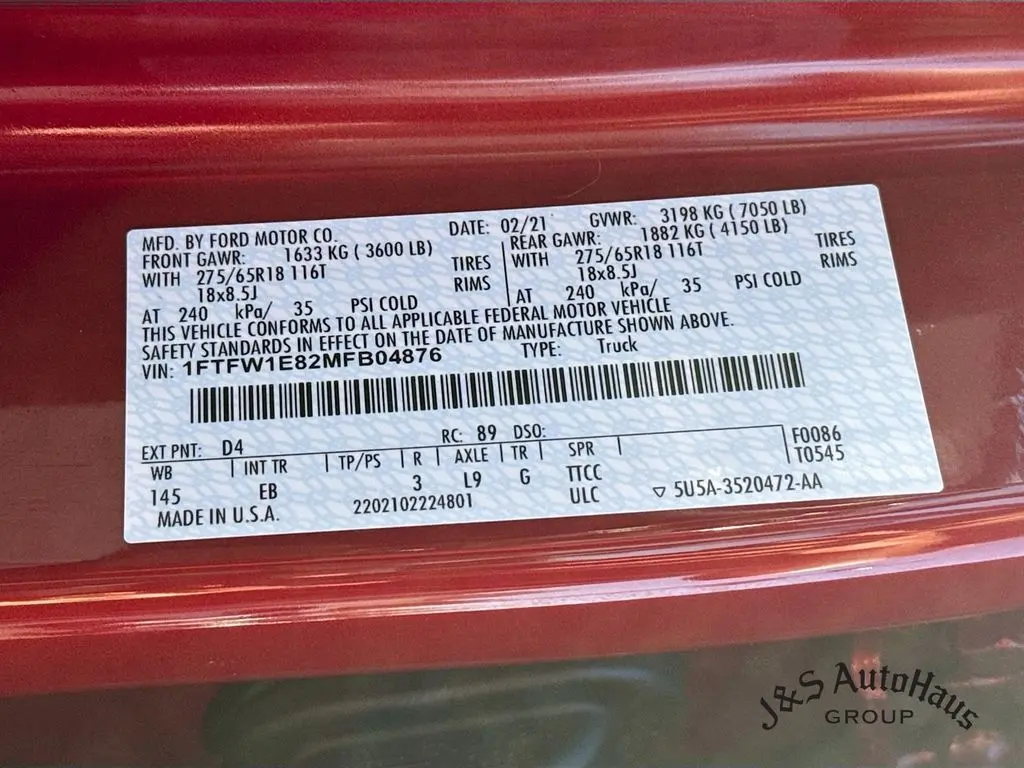 MFD. BY FORD MOTOR CO. DATE: 02/21 GVWR: 3198 KG ( 7050 LB)
FRONT GAWR: 1633 KG ( 3600 LB) REAR GAWR: 1882 KG ( 4150 LB)
WITH 275/65R18 116T TIRES WITH 275/65R18 116T TIRES
18x8.5J RIMS 18x8.5J RIMS
AT 240 kPa/ 35 PSI COLD AT 240 kPa/ 35 PSI COLD
THIS VEHICLE CONFORMS TO ALL APPLICABLE FEDERAL MOTOR VEHICLE
SAFETY STANDARDS IN EFFECT ON THE DATE OF MANUFACTURE SHOWN ABOVE.
VIN: 1FTFW1E82MFB04876 TYPE: Truck
EXT PNT: D4 RC: 89 DSO: F0086
WB INT TR TP/PS R AXLE TR SPR T0545
145 EB 3 L9 G TTCC
MADE IN U.S.A. 2202102224801 ULC ▽ 5U5A-3520472-AA
J&S AutoHaus
GROUP